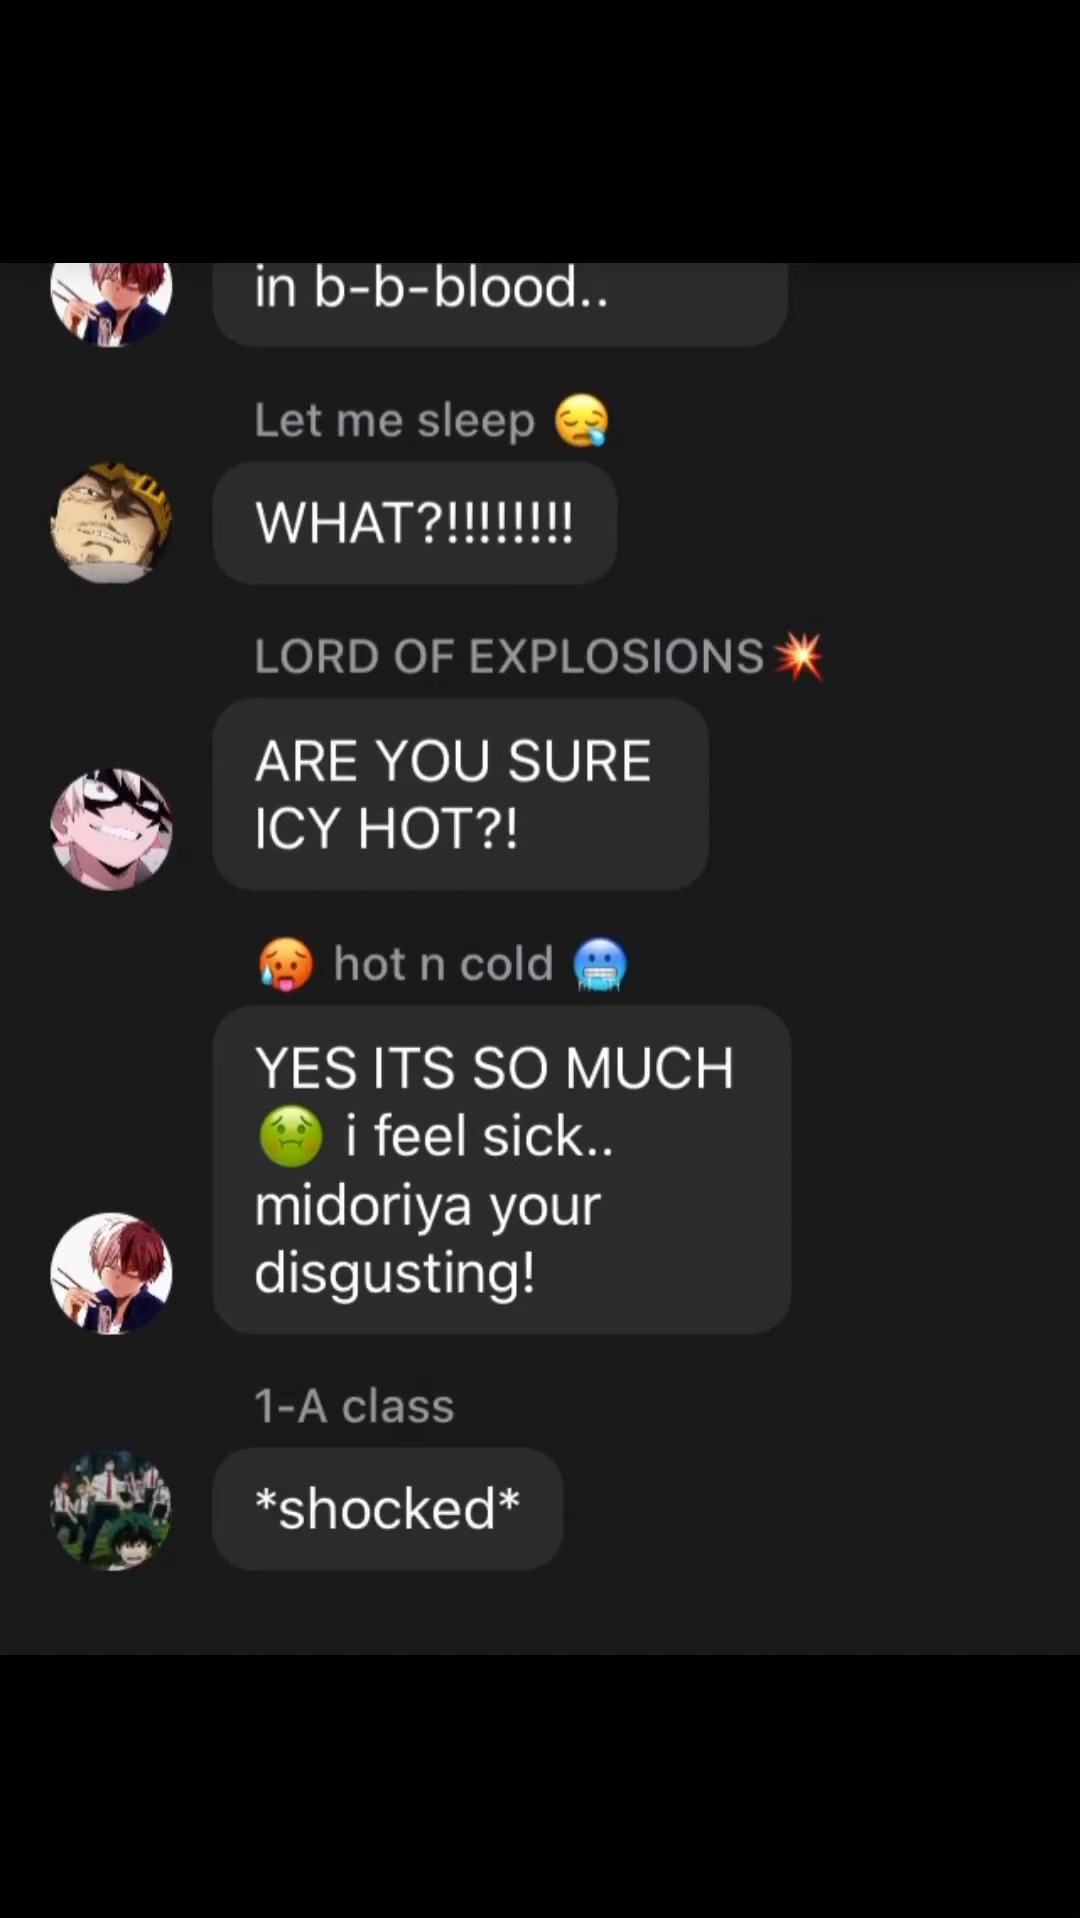 in b-b-blood..
Let me sleep 😪
WHAT?!!!!!!!!
LORD OF EXPLOSIONS💥
ARE YOU SURE
ICY HOT?!
🥵 hot n cold 🥶
YES ITS SO MUCH
🤢 i feel sick..
midoriya your
disgusting!
1-A class
*shocked*